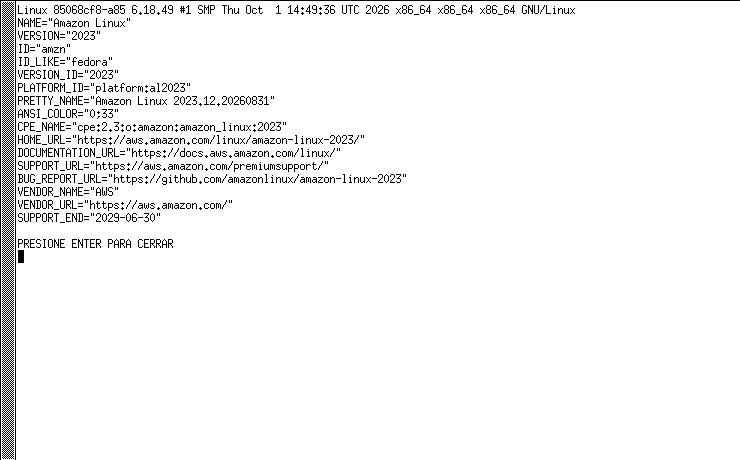 Linux 85068cf8-a85 6.18.49 #1 SMP Thu Oct  1 14:49:36 UTC 2026 x86_64 x86_64 x86_64 GNU/Linux
NAME="Amazon Linux"
VERSION="2023"
ID="amzn"
ID_LIKE="fedora"
VERSION_ID="2023"
PLATFORM_ID="platform:al2023"
PRETTY_NAME="Amazon Linux 2023.12.20260831"
ANSI_COLOR="0;33"
CPE_NAME="cpe:2.3:o:amazon:amazon_linux:2023"
HOME_URL="https://aws.amazon.com/linux/amazon-linux-2023/"
DOCUMENTATION_URL="https://docs.aws.amazon.com/linux/"
SUPPORT_URL="https://aws.amazon.com/premiumsupport/"
BUG_REPORT_URL="https://github.com/amazonlinux/amazon-linux-2023"
VENDOR_NAME="AWS"
VENDOR_URL="https://aws.amazon.com/"
SUPPORT_END="2029-06-30"
PRESIONE ENTER PARA CERRAR